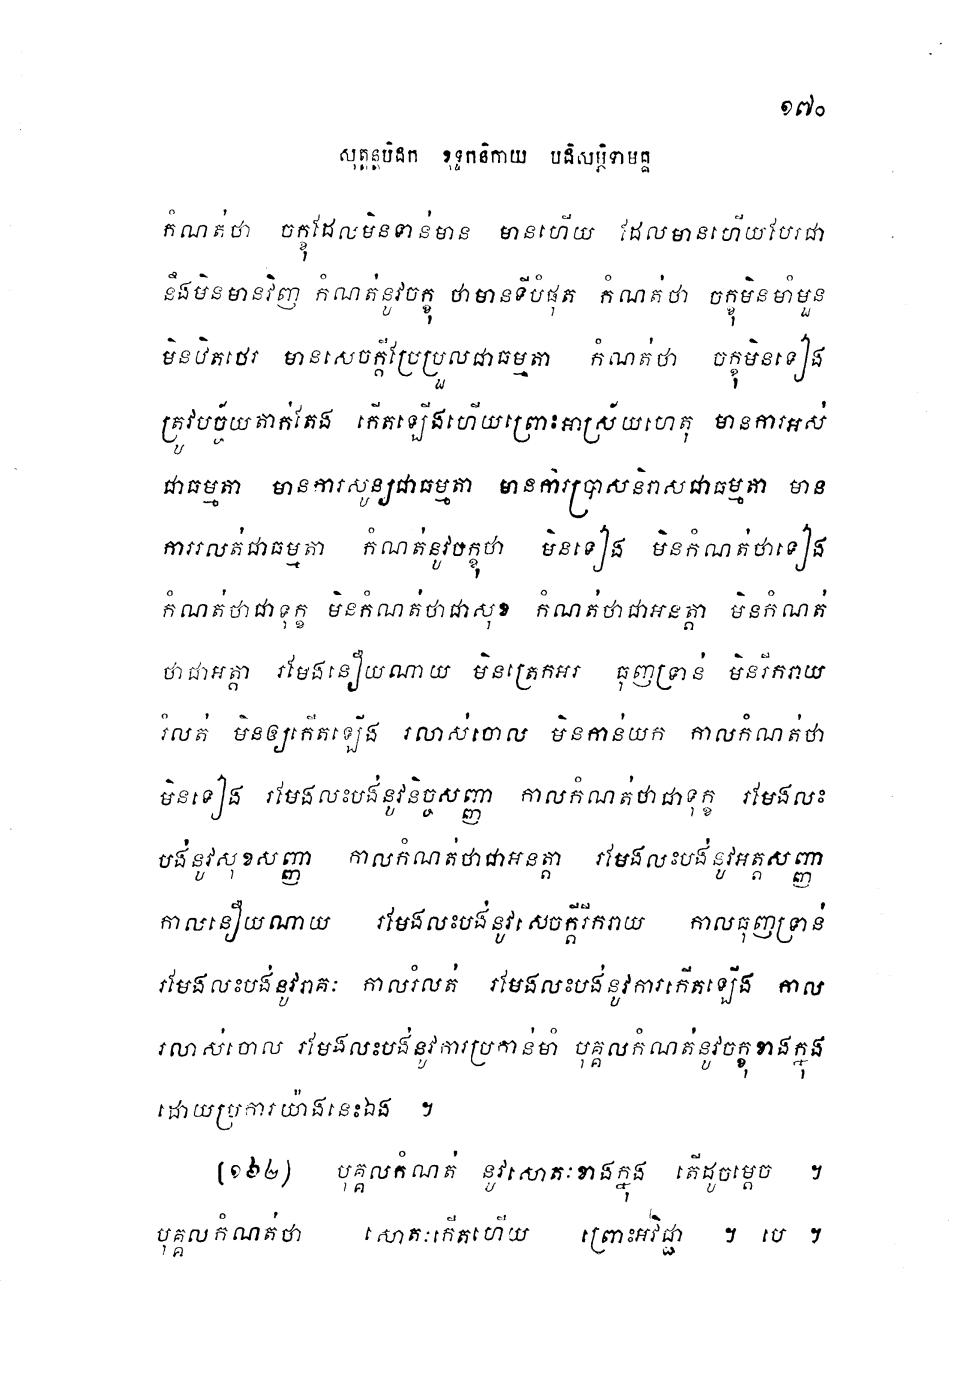 ១៧០
សុត្តន្តបិដក ខុទ្ទកនិកាយ បដិសម្ភិទាមគ្គ
កំណត់ថា ចក្ខុដែលមិនទាន់មាន មានហើយ ដែលមានហើយបែរជា
នឹងមិនមានវិញ កំណត់នូវចក្ខុ ថាមានទីបំផុត កំណត់ថា ចក្ខុមិនមាំមួន
មិនឋិតថេរ មានសេចក្តីប្រែប្រួលជាធម្មតា កំណត់ថា ចក្ខុមិនទៀង
ត្រូវបច្ច័យតាក់តែង កើតឡើងហើយព្រោះអាស្រ័យហេតុ មានការអស់
ជាធម្មតា មានការសូន្យជាធម្មតា មានការប្រាសនិរាសជាធម្មតា មាន
ការរលត់ជាធម្មតា កំណត់នូវចក្ខុថា មិនទៀង មិនកំណត់ថាទៀង
កំណត់ថាជាទុក្ខ មិនកំណត់ថាជាសុខ កំណត់ថាជាអនត្តា មិនកំណត់
ថាជាអត្តា រមែងនឿយណាយ មិនត្រេកអរ ធុញទ្រាន់ មិនរីករាយ
រំលត់ មិនឲ្យកើតឡើង រលាស់ចោល មិនកាន់យក កាលកំណត់ថា
មិនទៀង រមែងលះបង់នូវនិច្ចសញ្ញា កាលកំណត់ថាជាទុក្ខ រមែងលះ
បង់នូវសុខសញ្ញា កាលកំណត់ថាជាអនត្តា រមែងលះបង់នូវអត្តសញ្ញា
កាលនឿយណាយ រមែងលះបង់នូវសេចក្តីរីករាយ កាលធុញទ្រាន់
រមែងលះបង់នូវរាគៈ កាលរំលត់ រមែងលះបង់នូវការកើតឡើង កាល
រលាស់ចោល រមែងលះបង់នូវការប្រកាន់មាំ បុគ្គលកំណត់នូវចក្ខុខាងក្នុង
ដោយប្រការយ៉ាងនេះឯង ។
(១៦២) បុគ្គលកំណត់ នូវសោតៈខាងក្នុង តើដូចម្តេច ។
បុគ្គលកំណត់ថា សោតៈកើតហើយ ព្រោះអវិជ្ជា ។ បេ ។